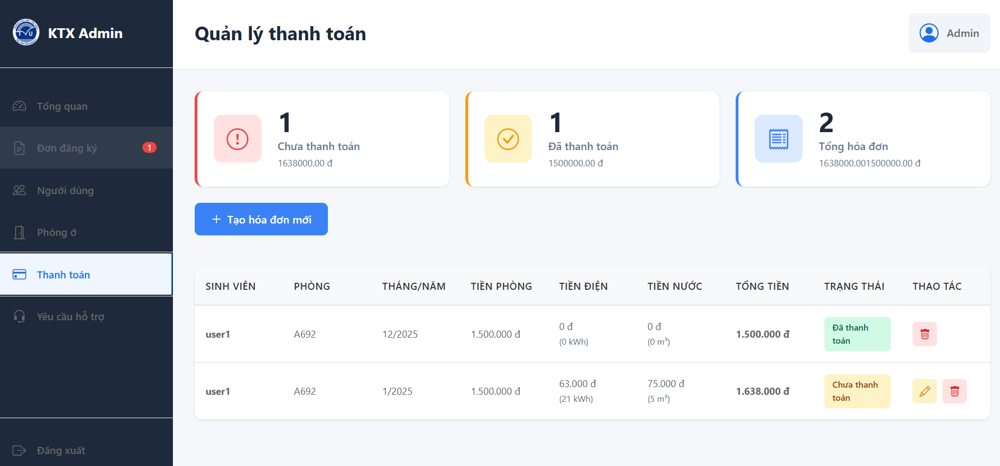 KTX Admin
Tổng quan
Đơn đăng ký
1
Người dùng
Phòng ở
Thanh toán
Yêu cầu hỗ trợ
Đăng xuất
Quản lý thanh toán
Admin
1
Chưa thanh toán
1638000.00 đ
1
Đã thanh toán
1500000.00 đ
2
Tổng hóa đơn
1638000.001500000.00 đ
+ Tạo hóa đơn mới
SINH VIÊN PHÒNG THÁNG/NĂM TIỀN PHÒNG TIỀN ĐIỆN TIỀN NƯỚC TỔNG TIỀN TRẠNG THÁI THAO TÁC
user1 A692 12/2025 1.500.000 đ 0 đ 0 đ 1.500.000 đ Đã thanh
(0 kWh) (0 m³) toán
user1 A692 1/2025 1.500.000 đ 63.000 đ 75.000 đ 1.638.000 đ Chưa thanh
(21 kWh) (5 m³) toán